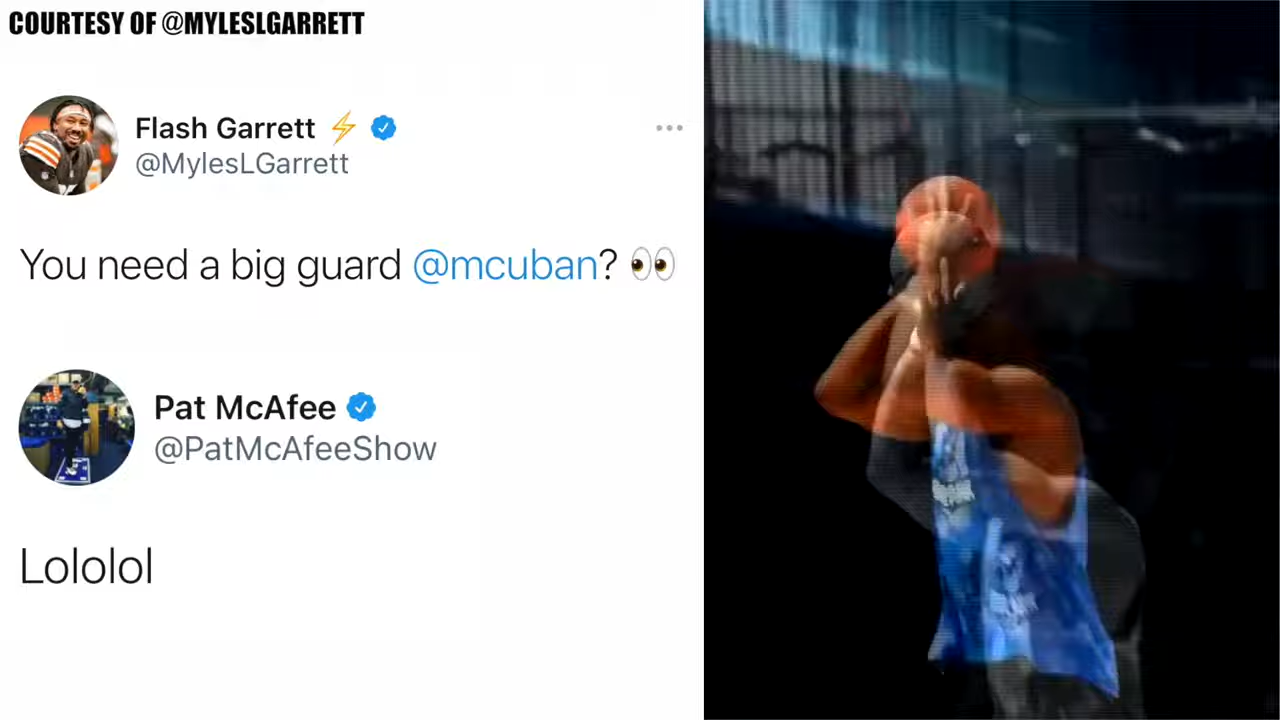 COURTESY OF @MYLESLGARRETT
Flash Garrett ⚡
@MylesLGarrett
You need a big guard @mcuban? 👀
Pat McAfee
@PatMcAfeeShow
Lololol